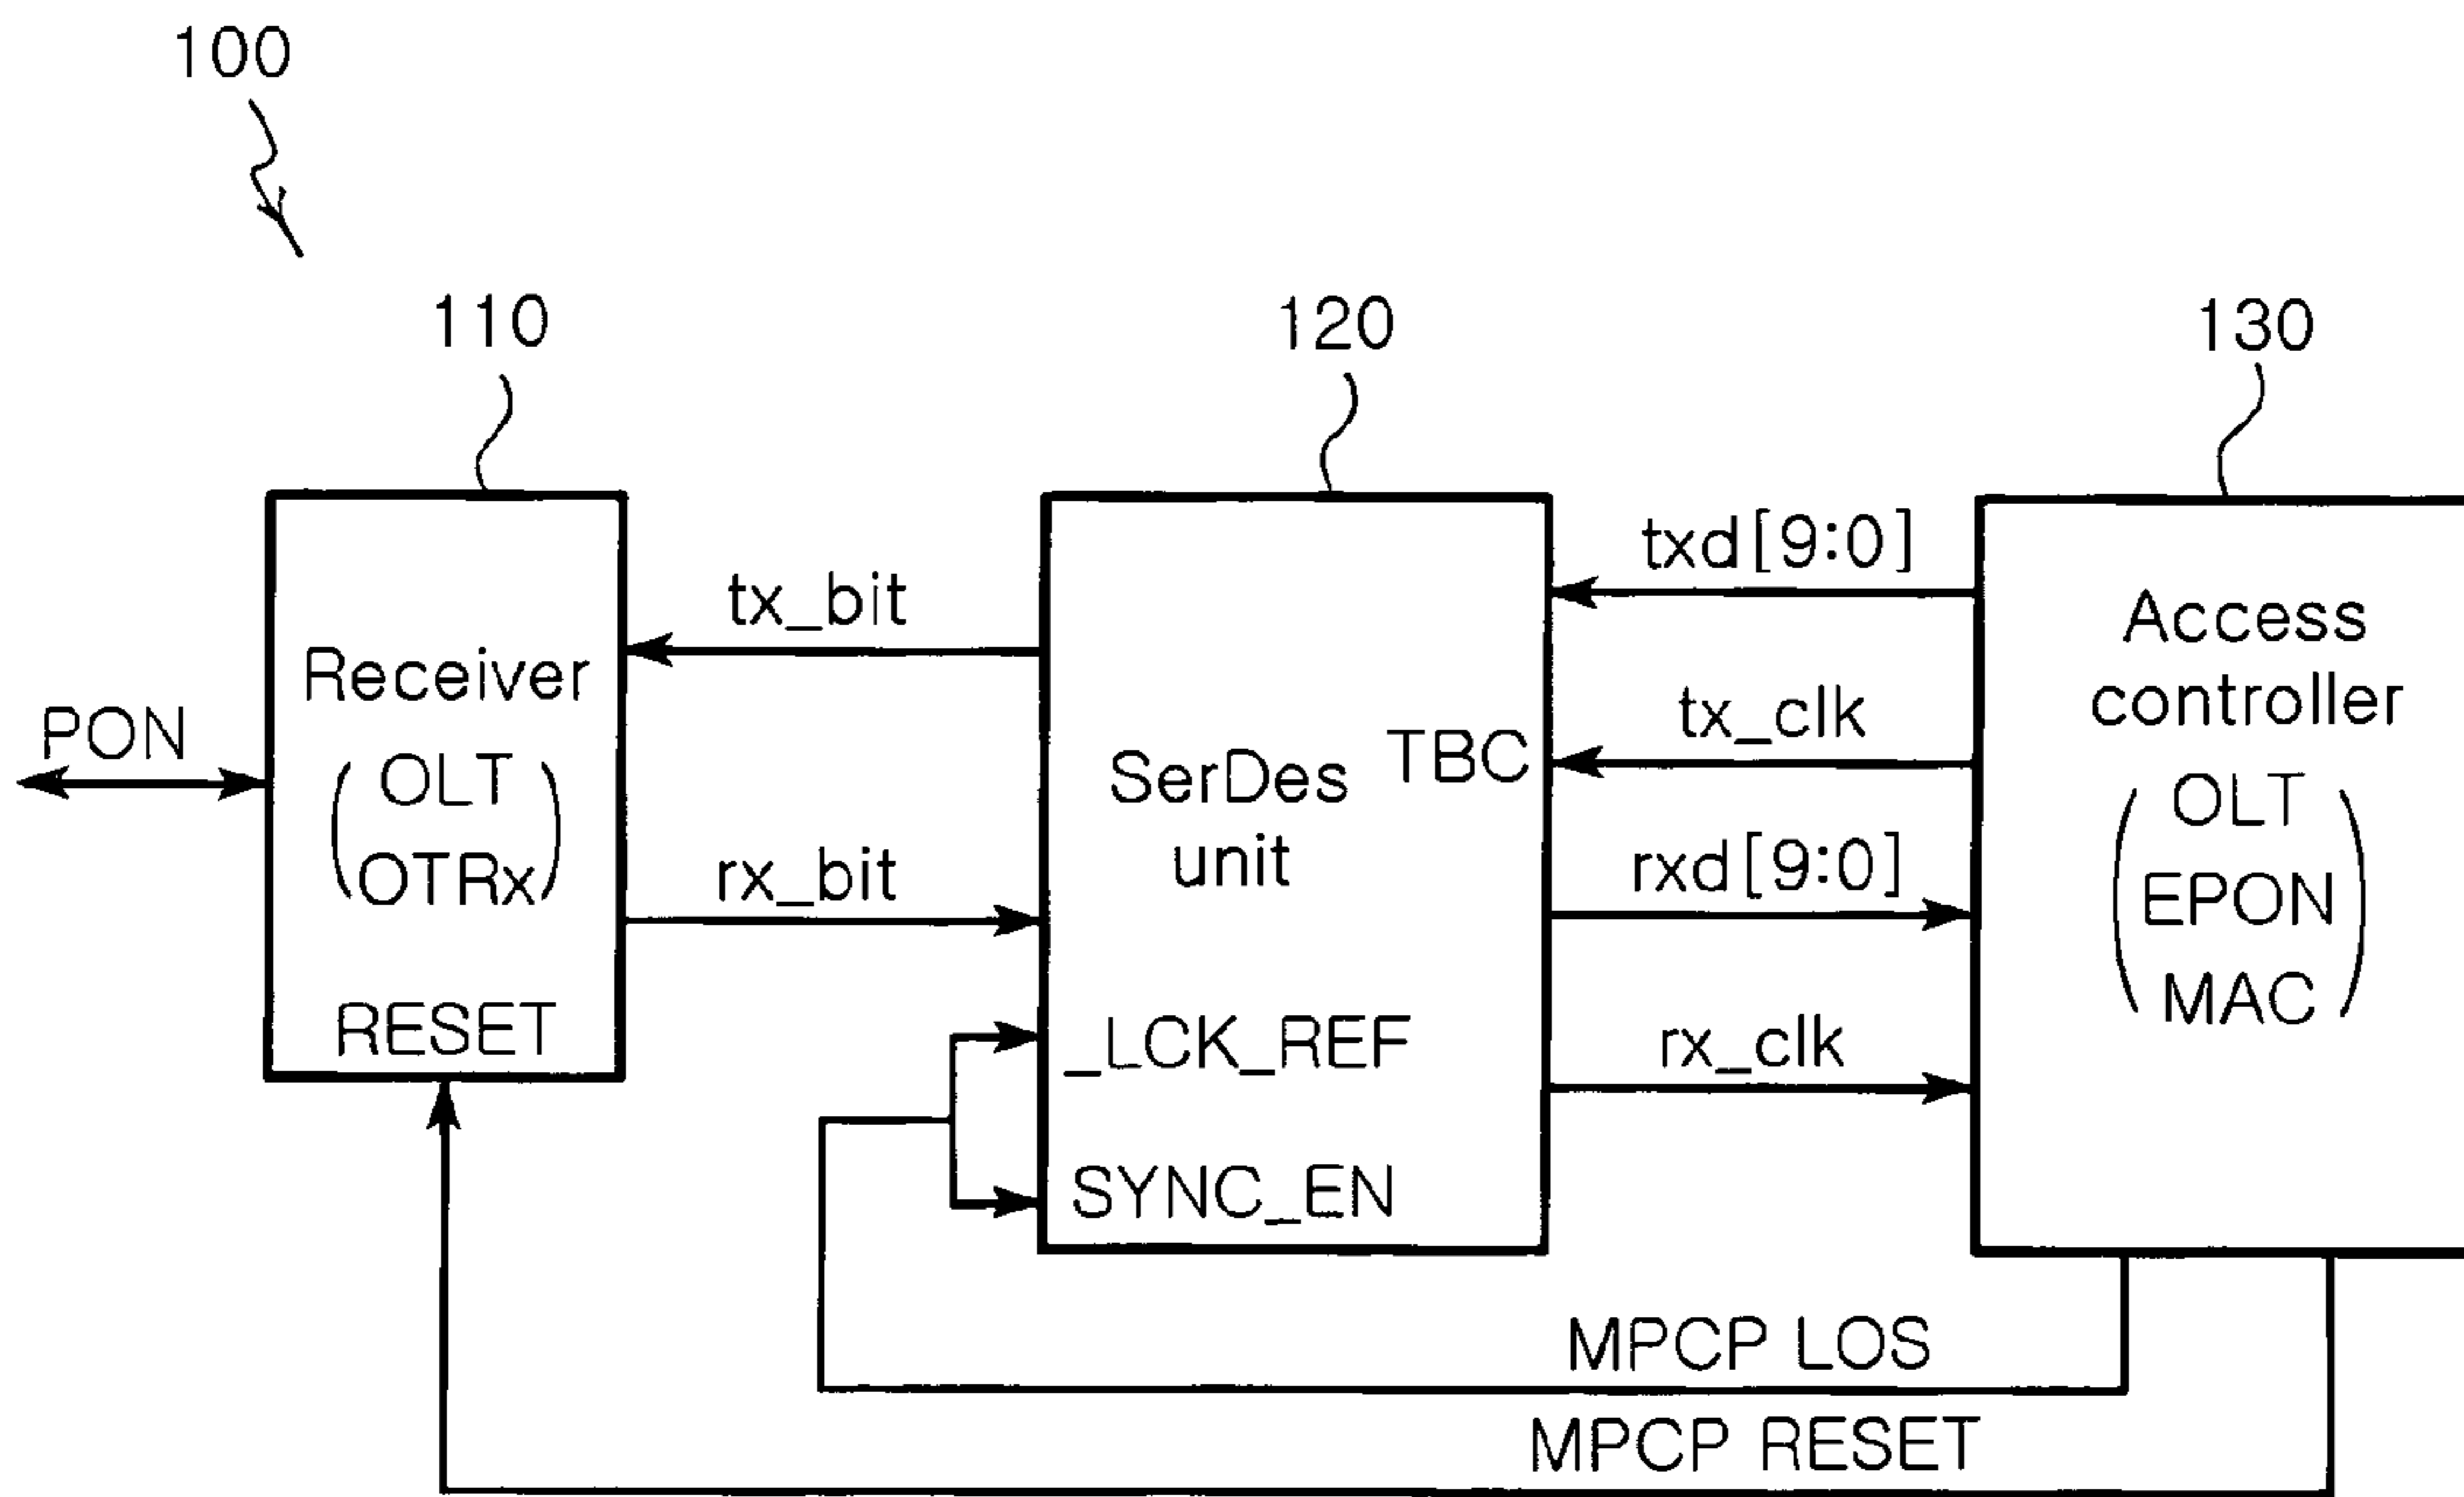 100
110
120
130
PON
Receiver
OLT
OTRx
RESET
tx_bit
rx_bit
SerDes
unit
TBC
_LCK_REF
SYNC_EN
txd[9:0]
tx_clk
rxd[9:0]
rx_clk
Access
controller
OLT
EPON
MAC
MPCP LOS
MPCP RESET